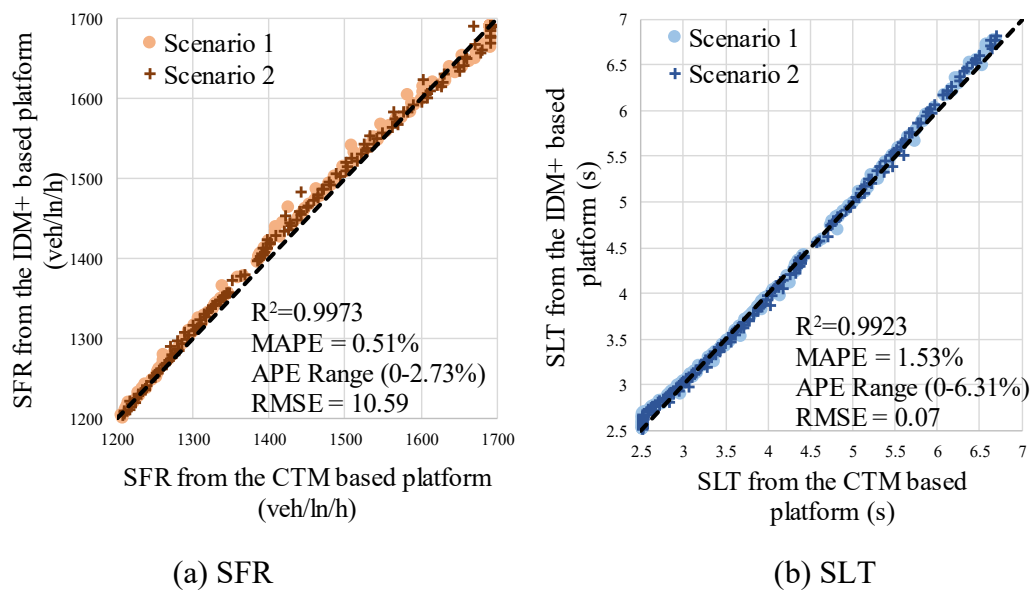 1700
1600
1500
1400
1300
1200
1200
1300
1400
1500
1600
1700
Scenario 1
Scenario 2
R²=0.9973
MAPE = 0.51%
APE Range (0-2.73%)
RMSE = 10.59
SFR from the IDM+ based platform
(veh/ln/h)
SFR from the CTM based platform
(veh/ln/h)
(a) SFR
7
6.5
6
5.5
5
4.5
4
3.5
3
2.5
2.5
3
3.5
4
4.5
5
5.5
6
6.5
7
Scenario 1
Scenario 2
R²=0.9923
MAPE = 1.53%
APE Range (0-6.31%)
RMSE = 0.07
SLT from the IDM+ based
platform (s)
SLT from the CTM based
platform (s)
(b) SLT